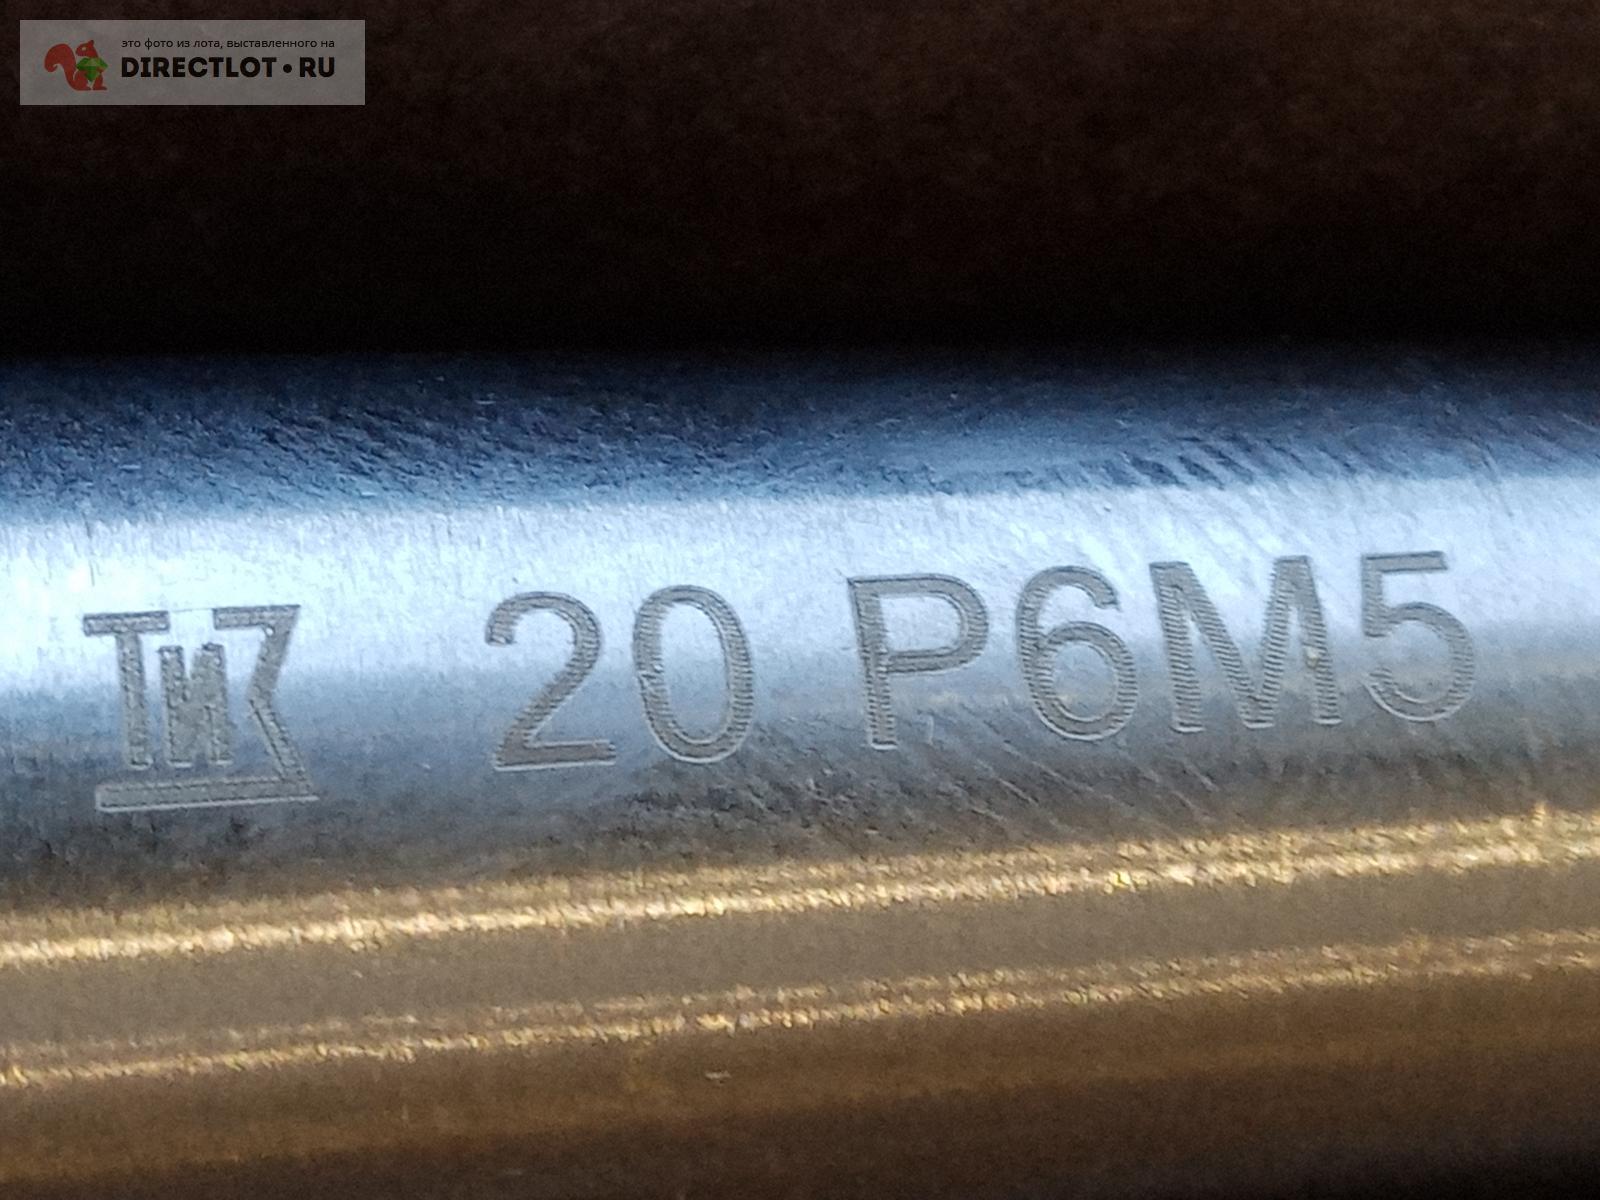 это фото из лота, выставленного на
DIRECTLOT•RU
ТИЗ 20 Р6М5